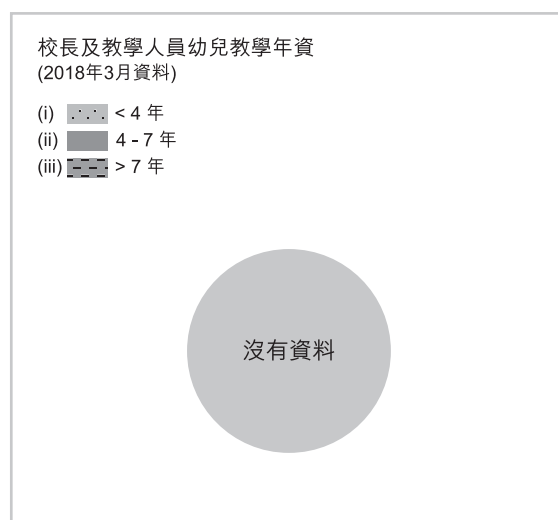 校長及教學人員幼兒教學年資
(2018年3月資料)
(i) < 4 年
(ii) 4 - 7 年
(iii) > 7 年
沒有資料